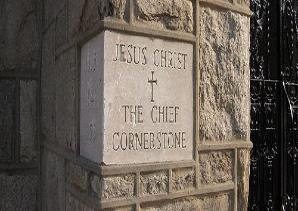 JESUS CHRIST
✝
THE CHIEF
CORNERSTONE